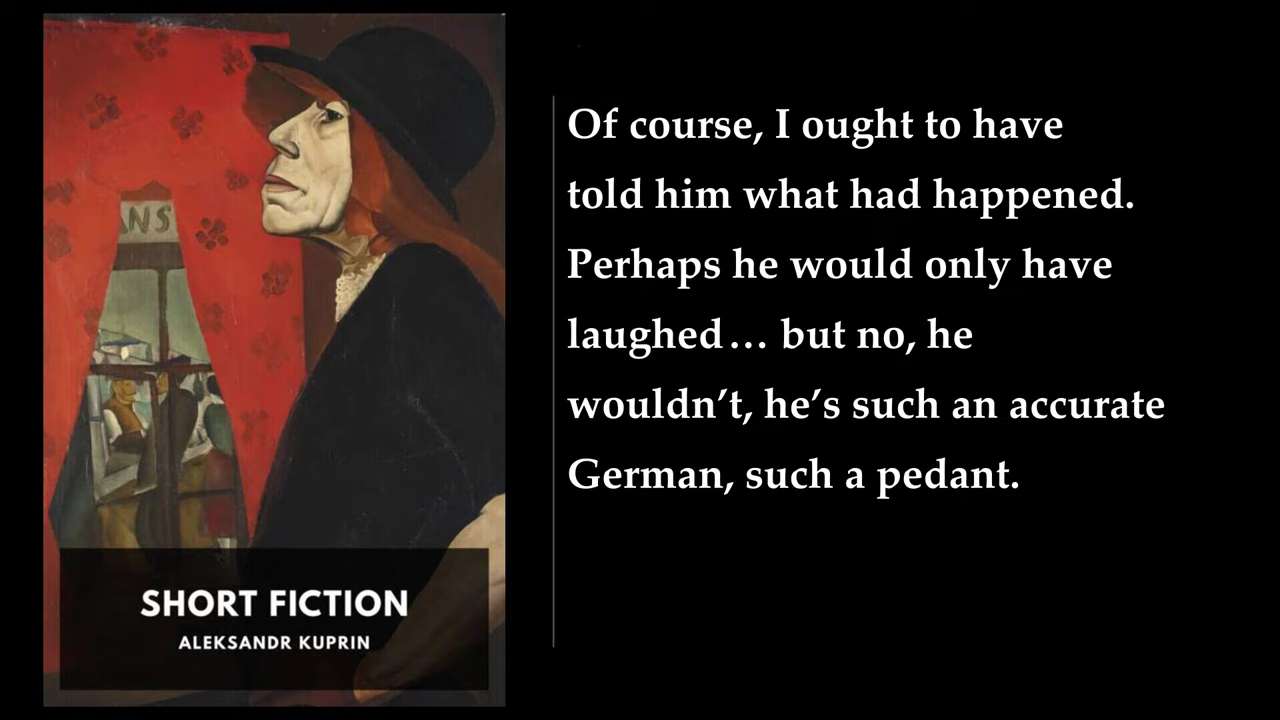 ANS
SHORT FICTION
ALEKSANDR KUPRIN
Of course, I ought to have
told him what had happened.
Perhaps he would only have
laughed… but no, he
wouldn’t, he’s such an accurate
German, such a pedant.